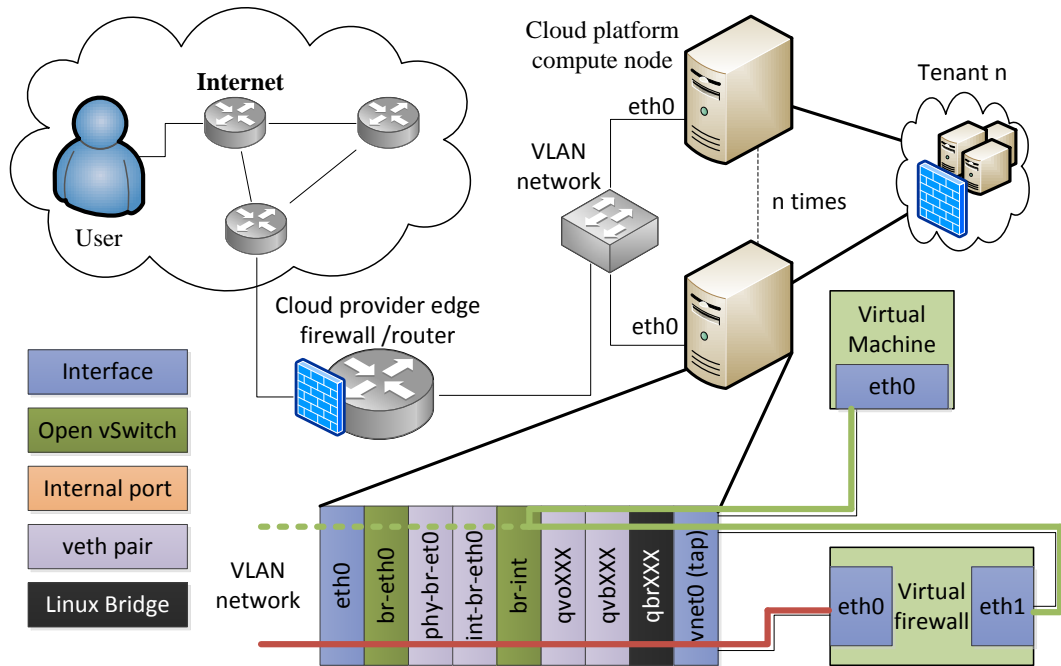 Internet
User
Cloud platform
compute node
eth0
Tenant n
VLAN
network
n times
eth0
Cloud provider edge
firewall /router
Virtual
Machine
eth0
Interface
Open vSwitch
Internal port
veth pair
Linux Bridge
VLAN
network
eth0
br-eth0
phy-br-et0
int-br-eth0
br-int
qvoXXX
qvbXXX
qbrXXX
vnet0 (tap)
eth0
Virtual
firewall
eth1